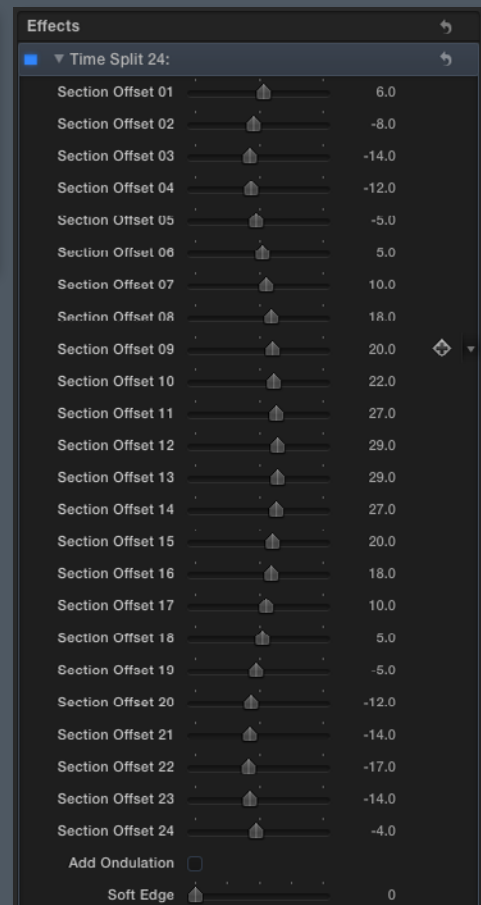 Effects
Time Split 24:
Section Offset 01 6.0
Section Offset 02 -8.0
Section Offset 03 -14.0
Section Offset 04 -12.0
Section Offset 05 -5.0
Section Offset 06 5.0
Section Offset 07 10.0
Section Offset 08 18.0
Section Offset 09 20.0
Section Offset 10 22.0
Section Offset 11 27.0
Section Offset 12 29.0
Section Offset 13 29.0
Section Offset 14 27.0
Section Offset 15 20.0
Section Offset 16 18.0
Section Offset 17 10.0
Section Offset 18 5.0
Section Offset 19 -5.0
Section Offset 20 -12.0
Section Offset 21 -14.0
Section Offset 22 -17.0
Section Offset 23 -14.0
Section Offset 24 -4.0
Add Ondulation
Soft Edge 0